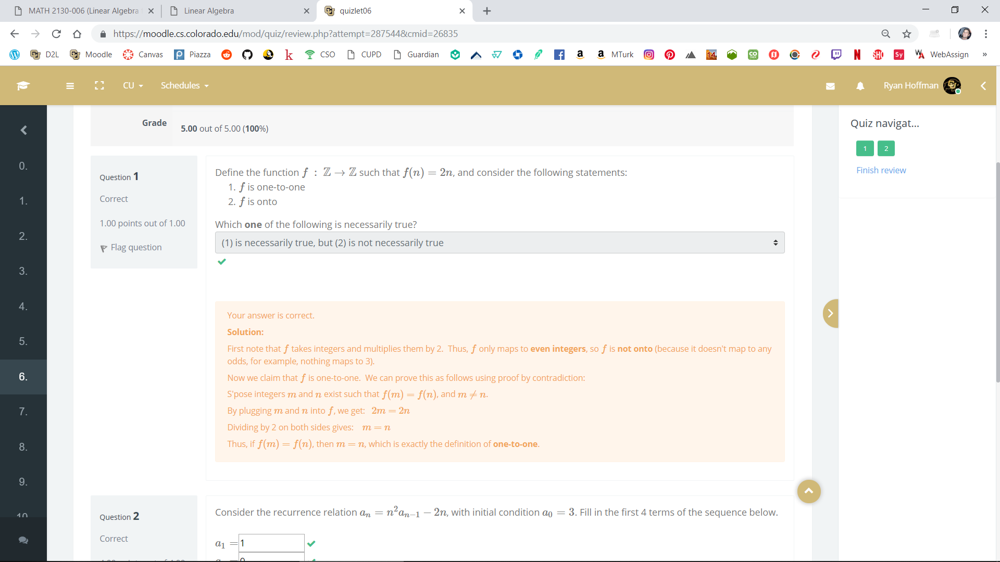 MATH 2130-006 (Linear Algebra
Linear Algebra
quizlet06
https://moodle.cs.colorado.edu/mod/quiz/review.php?attempt=287544&cmid=26835
D2L Moodle Canvas Piazza k CSO CUPD Guardian a a MTurk 14 CO N SHO Sy WA WebAssign »
CU Schedules Ryan Hoffman
Grade 5.00 out of 5.00 (100%)
Quiz navigat...
1 2
Finish review
0.
1.
2.
3.
4.
5.
6.
7.
8.
9.
10
Question 1
Correct
1.00 points out of 1.00
Flag question
Define the function f : ℤ → ℤ such that f(n) = 2n, and consider the following statements:
1. f is one-to-one
2. f is onto
Which one of the following is necessarily true?
(1) is necessarily true, but (2) is not necessarily true
Your answer is correct.
Solution:
First note that f takes integers and multiplies them by 2. Thus, f only maps to even integers, so f is not onto (because it doesn't map to any
odds, for example, nothing maps to 3).
Now we claim that f is one-to-one. We can prove this as follows using proof by contradiction:
S'pose integers m and n exist such that f(m) = f(n), and m ≠ n.
By plugging m and n into f, we get: 2m = 2n
Dividing by 2 on both sides gives: m = n
Thus, if f(m) = f(n), then m = n, which is exactly the definition of one-to-one.
Question 2
Correct
Consider the recurrence relation aₙ = n²aₙ₋₁ − 2n, with initial condition a₀ = 3. Fill in the first 4 terms of the sequence below.
a₁ = 1